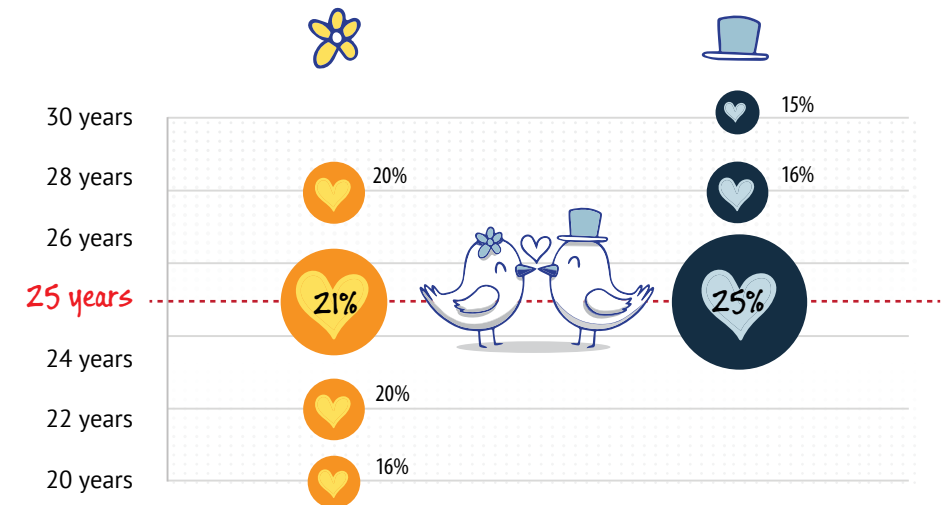 30 years
15%
28 years
20%
16%
26 years
25 years
21%
25%
24 years
20%
22 years
16%
20 years